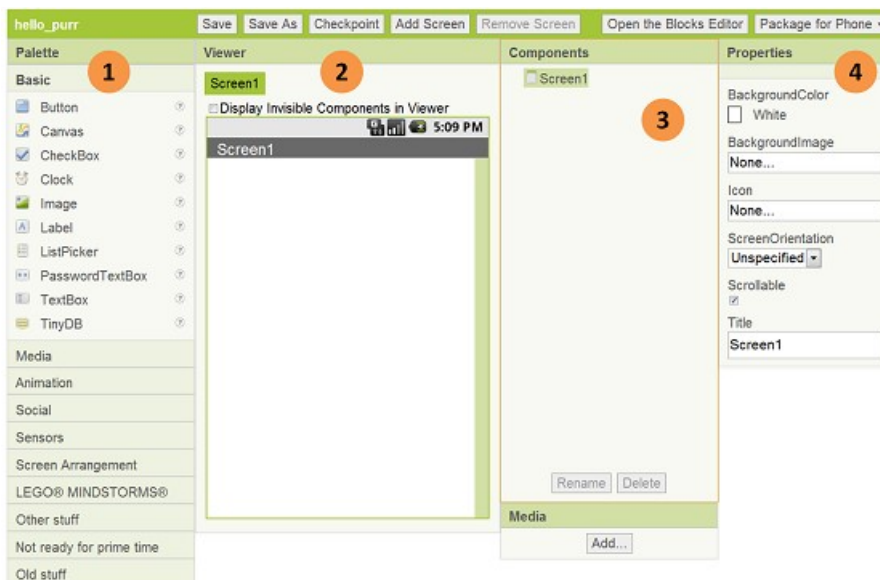 hello_purr
Save
Save As
Checkpoint
Add Screen
Remove Screen
Open the Blocks Editor
Package for Phone
Palette
1
Basic
Button
Canvas
CheckBox
Clock
Image
Label
ListPicker
PasswordTextBox
TextBox
TinyDB
Media
Animation
Social
Sensors
Screen Arrangement
LEGO® MINDSTORMS®
Other stuff
Not ready for prime time
Old stuff
Viewer
2
Screen1
Display Invisible Components in Viewer
5:09 PM
Screen1
Components
Screen1
3
Rename
Delete
Media
Add...
Properties
4
BackgroundColor
White
BackgroundImage
None...
Icon
None...
ScreenOrientation
Unspecified
Scrollable
Title
Screen1